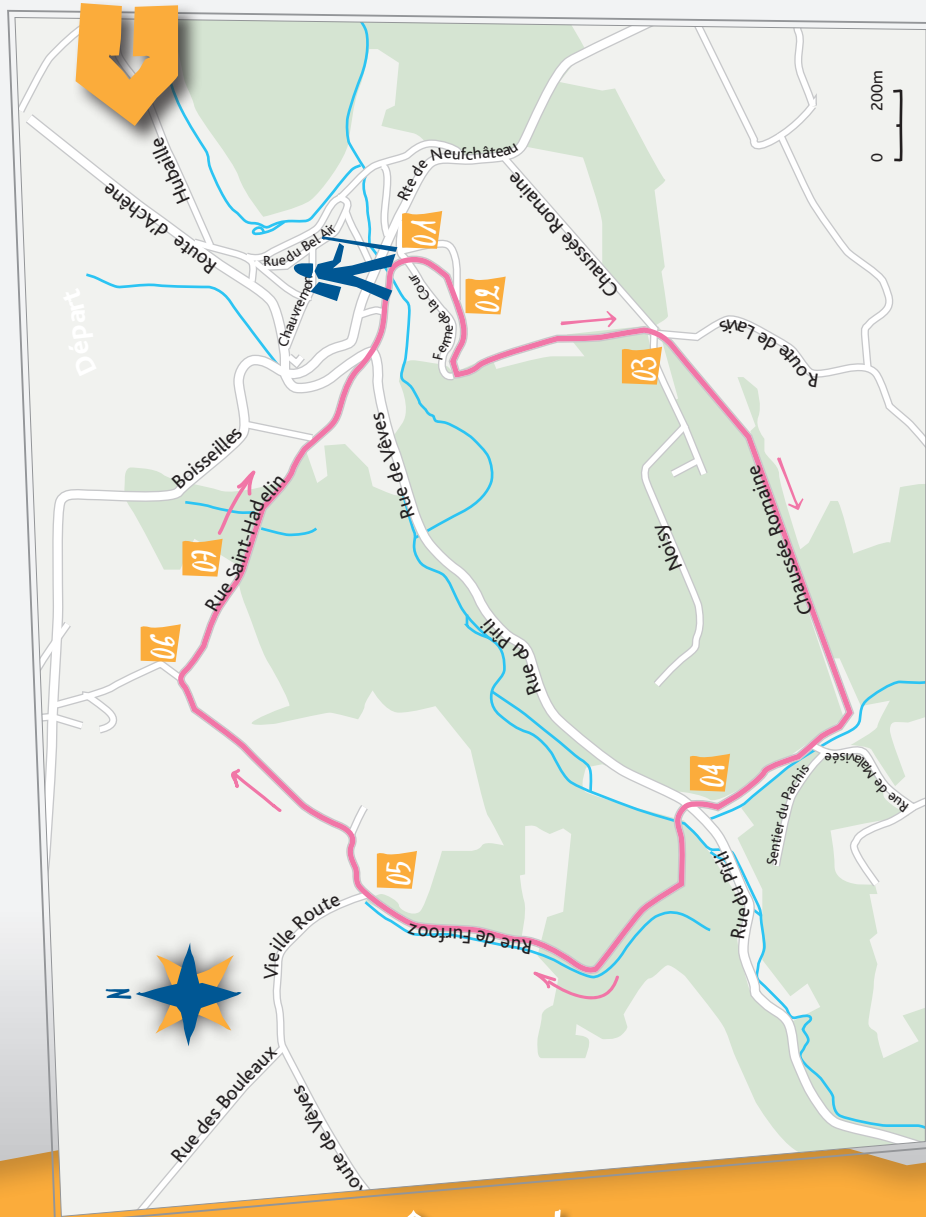 Départ
Hubaille
Route d'Achêne
Rue du Bel Air
Chauvremont
Rte de Neufchâteau
01
Ferme de la Cour
02
Chaussée Romaine
03
Route de Lavis
Chaussée Romaine
Noisy
Boisseilles
Rue de Vêves
07
Rue Saint-Hadelin
06
Rue du Pirli
04
Sentier du Pachis
Rue de Malavisée
Rue du Pirli
05
Rue de Furfooz
Vieille Route
Rue des Bouleaux
Route de Vêves
N
0 200m